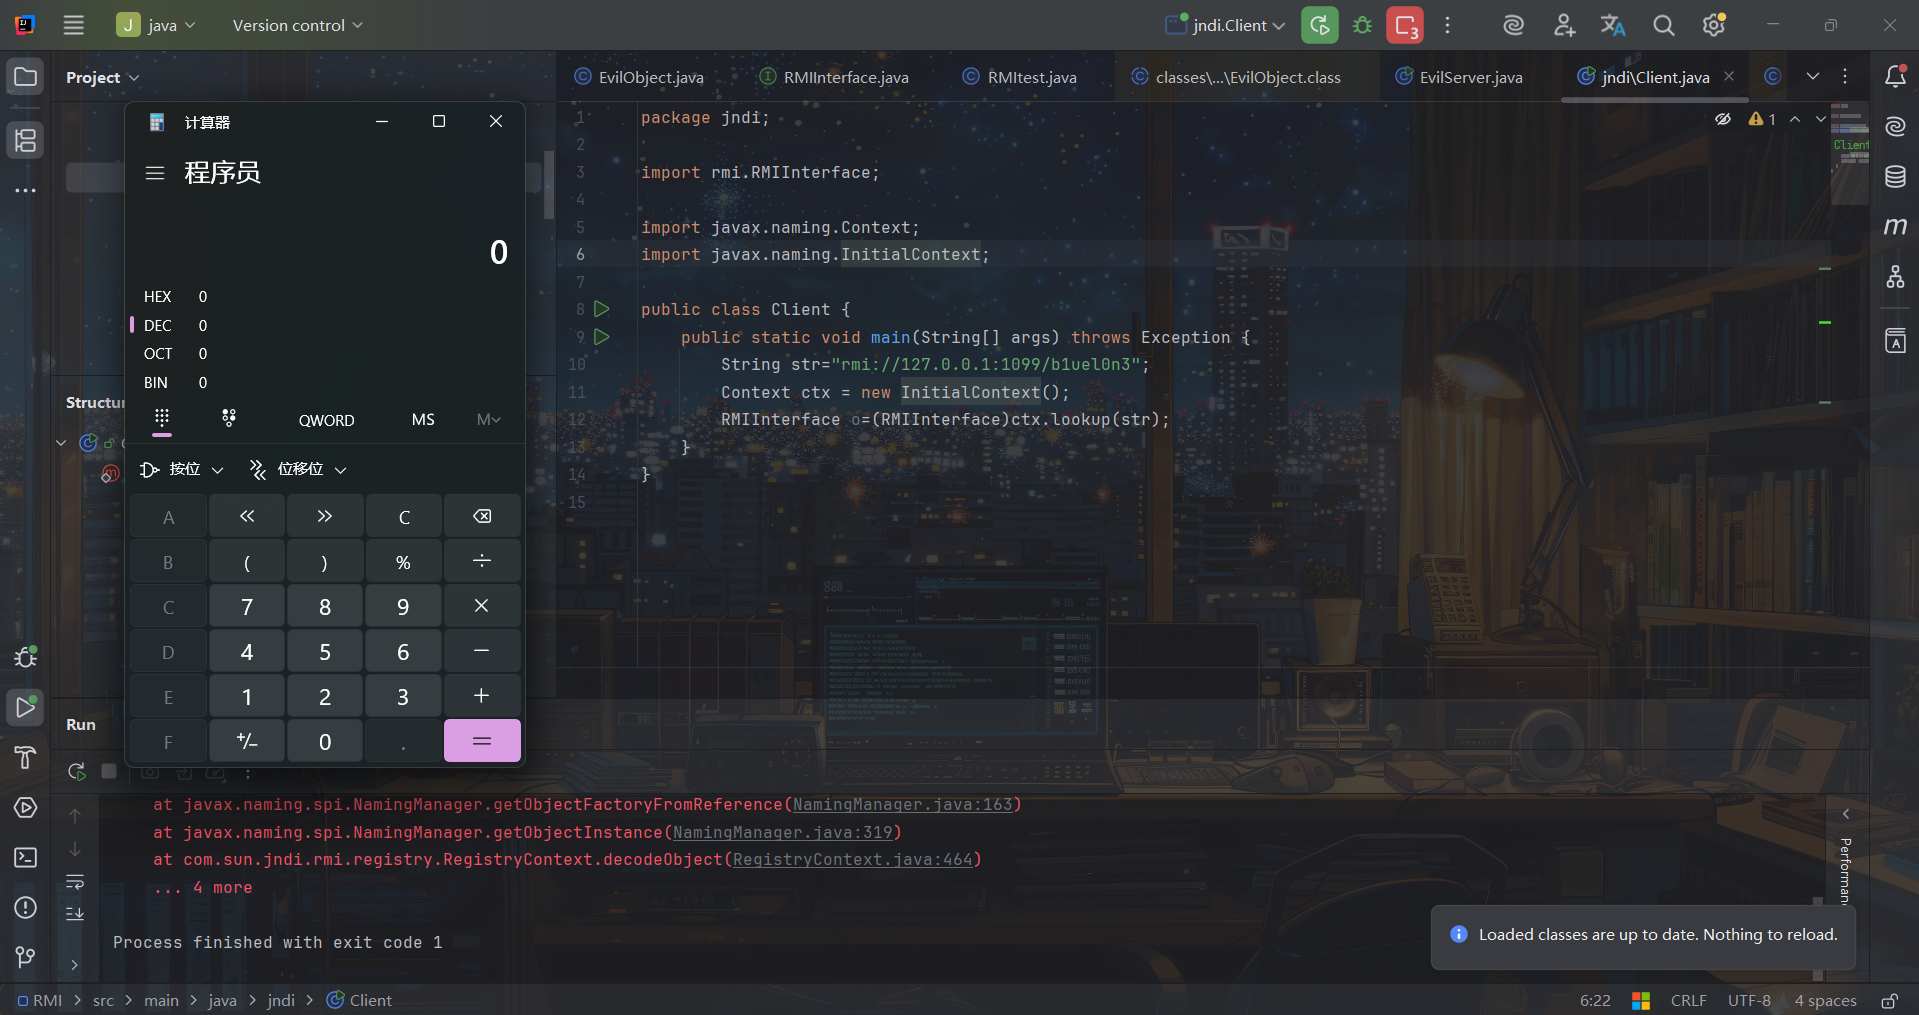 J java Version control jndi.Client 3
Project EvilObject.java RMIInterface.java RMItest.java classes\...\EvilObject.class EvilServer.java jndi\Client.java
计算器
程序员
0
HEX 0
DEC 0
OCT 0
BIN 0
QWORD MS M
按位 位移位
A « » C
B ( ) % ÷
C 7 8 9 ×
D 4 5 6 −
E 1 2 3 +
F +/− 0 . =
Structur
1 package jndi;
2
3 import rmi.RMIInterface;
4
5 import javax.naming.Context;
6 import javax.naming.InitialContext;
7
8 public class Client {
9 public static void main(String[] args) throws Exception {
10 String str="rmi://127.0.0.1:1099/b1uel0n3";
11 Context ctx = new InitialContext();
12 RMIInterface o=(RMIInterface)ctx.lookup(str);
13 }
14 }
15
1
Client
m
Run
at javax.naming.spi.NamingManager.getObjectFactoryFromReference(NamingManager.java:163)
at javax.naming.spi.NamingManager.getObjectInstance(NamingManager.java:319)
at com.sun.jndi.rmi.registry.RegistryContext.decodeObject(RegistryContext.java:464)
... 4 more
Process finished with exit code 1
Performan
Loaded classes are up to date. Nothing to reload.
RMI > src > main > java > jndi > Client
6:22 CRLF UTF-8 4 spaces